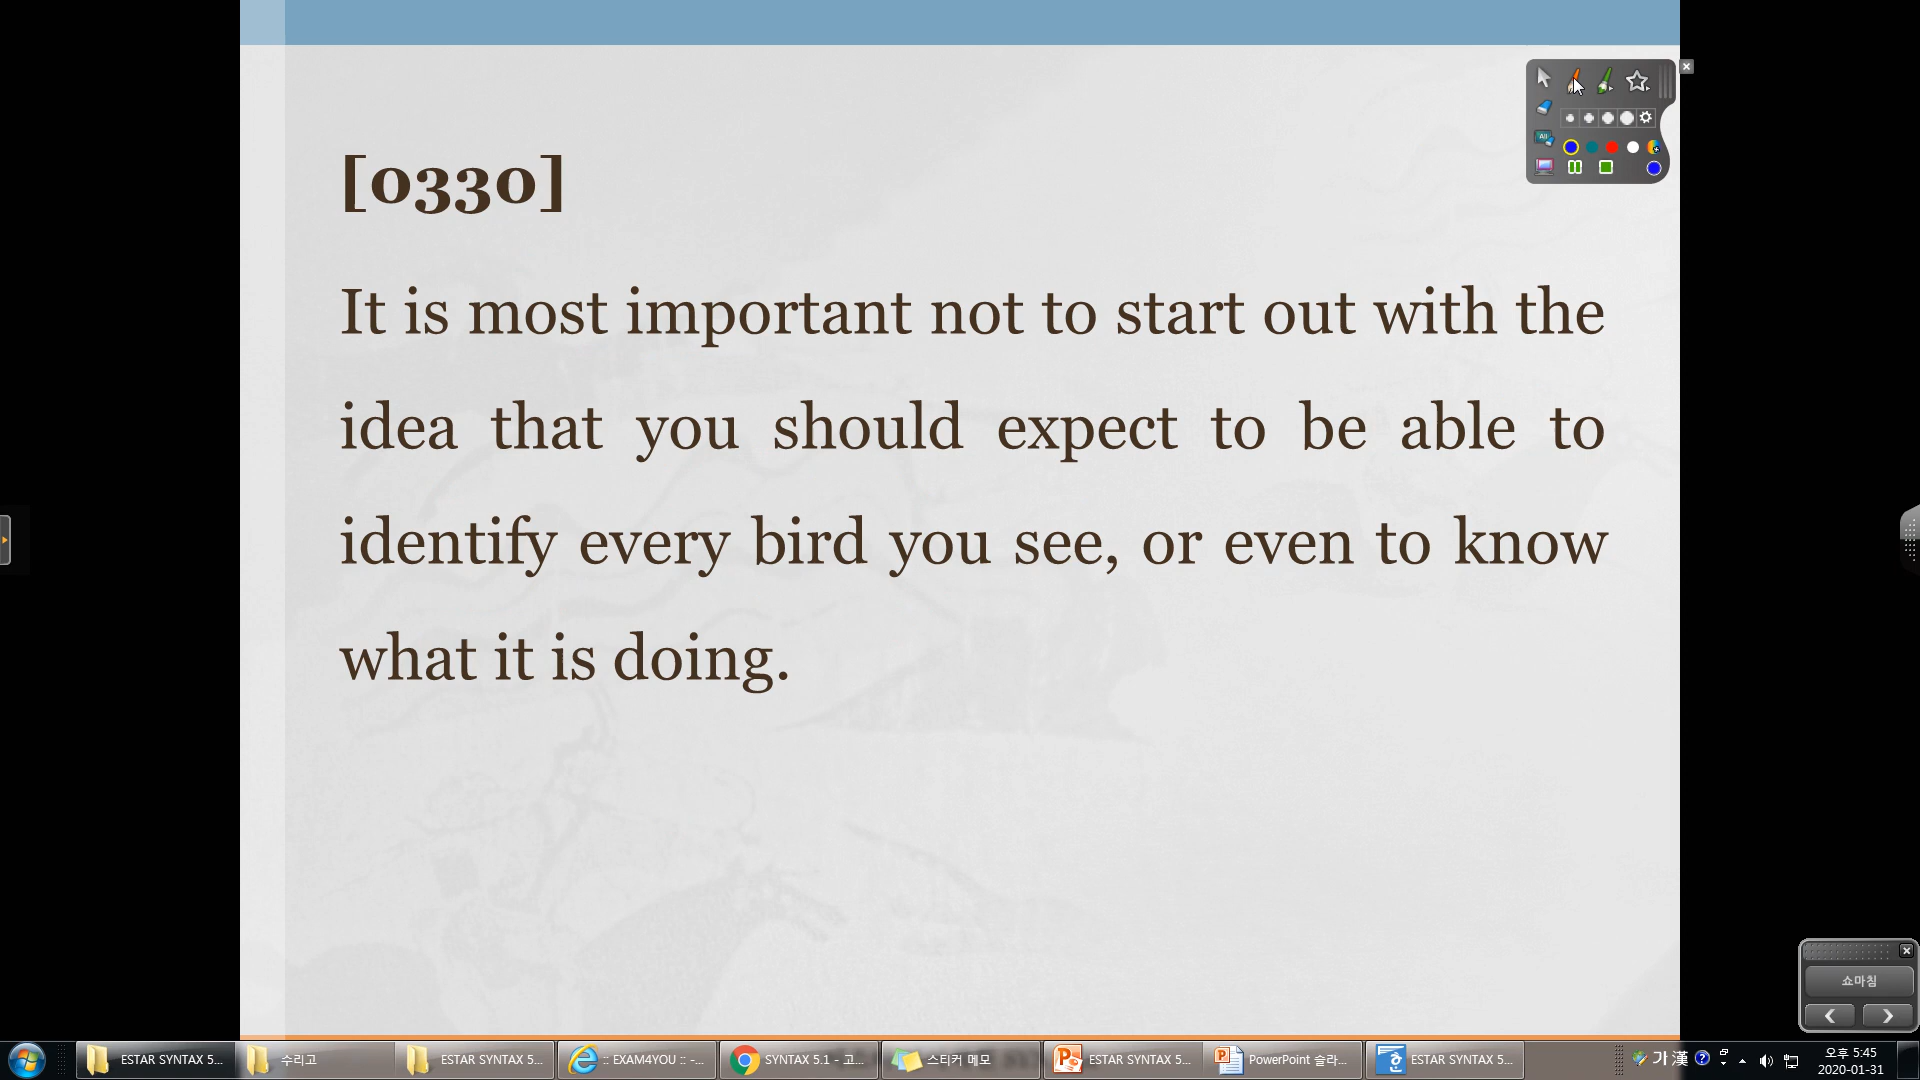 [0330]
It is most important not to start out with the
idea that you should expect to be able to
identify every bird you see, or even to know
what it is doing.
All
쇼마침
ESTAR SYNTAX 5...
수리고
ESTAR SYNTAX 5...
:: EXAM4YOU :: -...
SYNTAX 5.1 - 고...
스티커 메모
ESTAR SYNTAX 5...
PowerPoint 슬라...
ESTAR SYNTAX 5...
가 漢
오후 5:45
2020-01-31